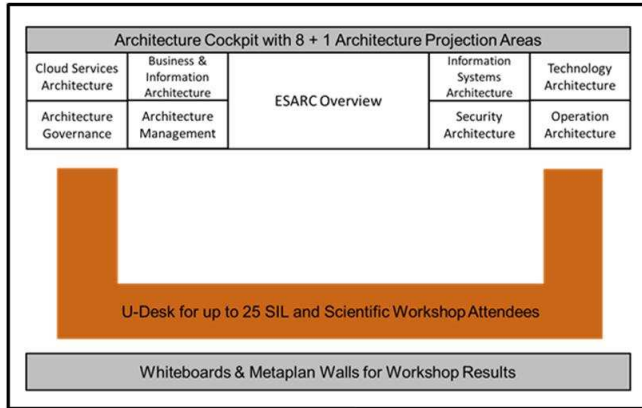 Architecture Cockpit with 8 + 1 Architecture Projection Areas
Cloud Services
Architecture
Business &
Information
Architecture
ESARC Overview
Information
Systems
Architecture
Technology
Architecture
Architecture
Governance
Architecture
Management
Security
Architecture
Operation
Architecture
U-Desk for up to 25 SIL and Scientific Workshop Attendees
Whiteboards & Metaplan Walls for Workshop Results